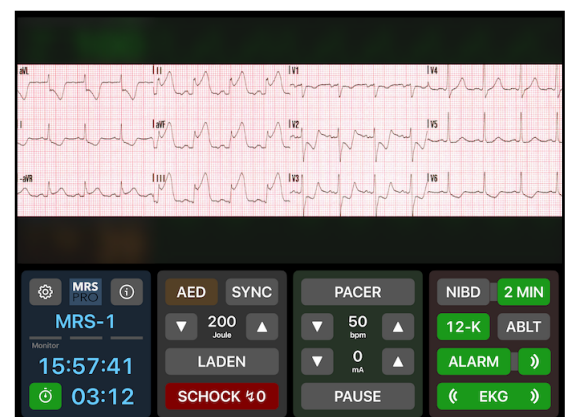 aVL II V1 V4
I aVF V2 V5
-aVR III V3 V6
MRS PRO
MRS-1
Monitor
15:57:41
03:12
AED SYNC
200
Joule
LADEN
SCHOCK ↯0
PACER
50
bpm
0
mA
PAUSE
NIBD 2 MIN
12-K ABLT
ALARM
EKG